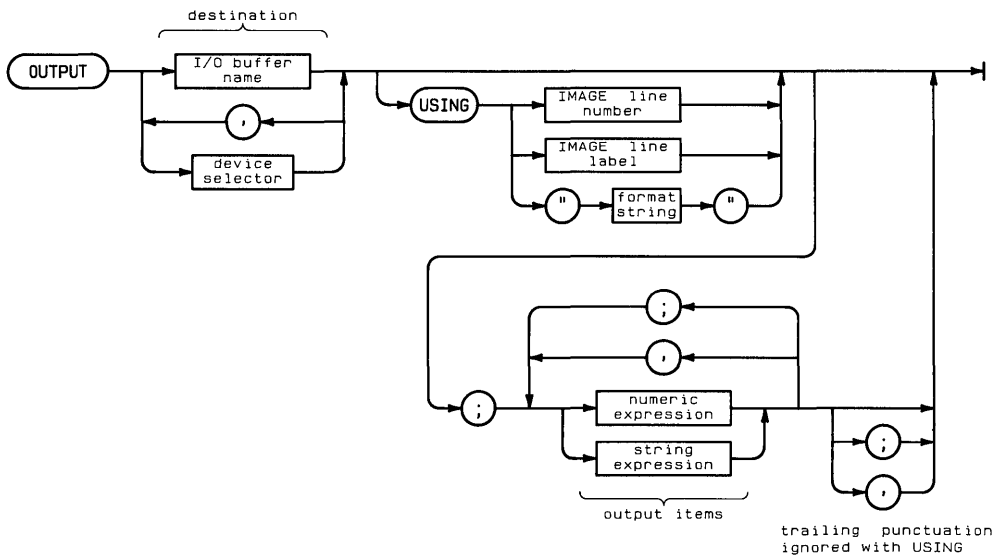 destination
OUTPUT
I/O buffer
name
,
device
selector
USING
IMAGE line
number
IMAGE line
label
"
format
string
"
;
,
;
numeric
expression
string
expression
;
,
output items
trailing punctuation
ignored with USING